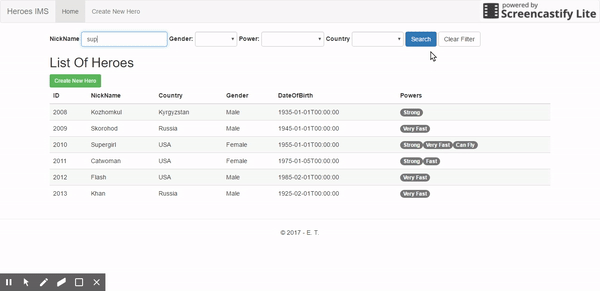 Heroes IMS Home Create New Hero
powered by
Screencastify Lite
NickName sup Gender: Power: Country Search Clear Filter
List Of Heroes
Create New Hero
ID NickName Country Gender DateOfBirth Powers
2008 Kozhomkul Kyrgyzstan Male 1935-01-01T00:00:00 Strong
2009 Skorohod Russia Male 1945-01-01T00:00:00 Very Fast
2010 Supergirl USA Female 1955-01-01T00:00:00 Strong Very Fast Can Fly
2011 Catwoman USA Female 1975-01-05T00:00:00 Strong Fast
2012 Flash USA Male 1985-02-01T00:00:00 Very Fast
2013 Khan Russia Male 1925-02-01T00:00:00 Very Fast
© 2017 - E. T.